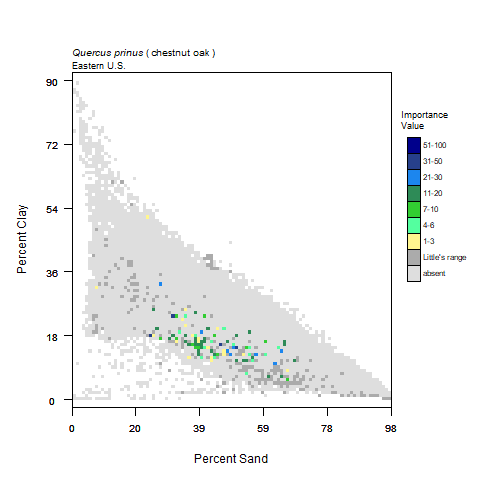 Quercus prinus ( chestnut oak )
Eastern U.S.
Importance
Value
51-100
31-50
21-30
11-20
7-10
4-6
1-3
Little's range
absent
90
72
54
36
18
0
Percent Clay
0 20 39 59 78 98
Percent Sand